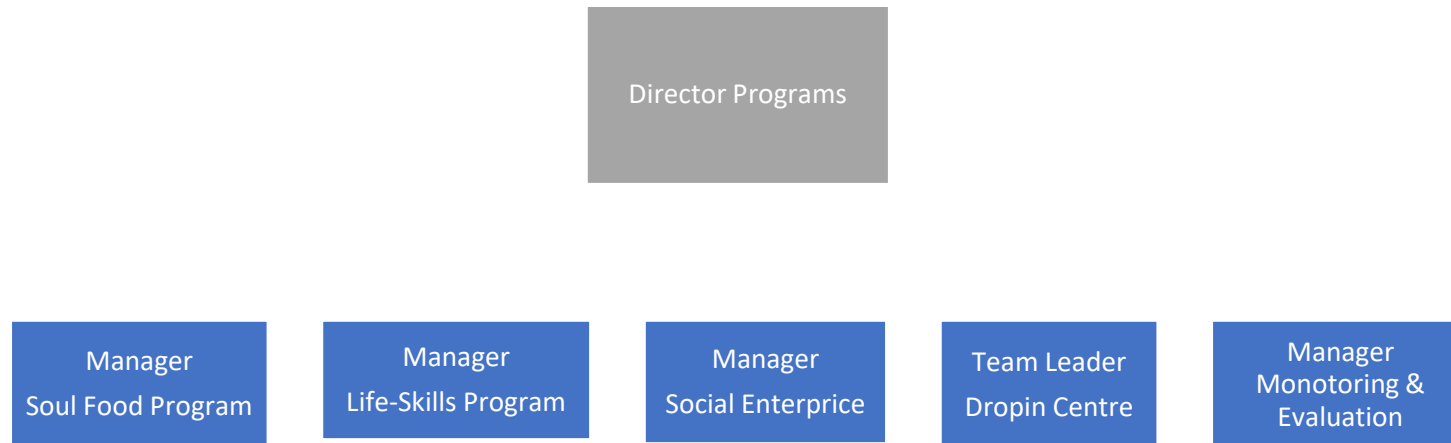 Director Programs
Manager
Soul Food Program
Manager
Life-Skills Program
Manager
Social Enterprice
Team Leader
Dropin Centre
Manager
Monotoring &
Evaluation